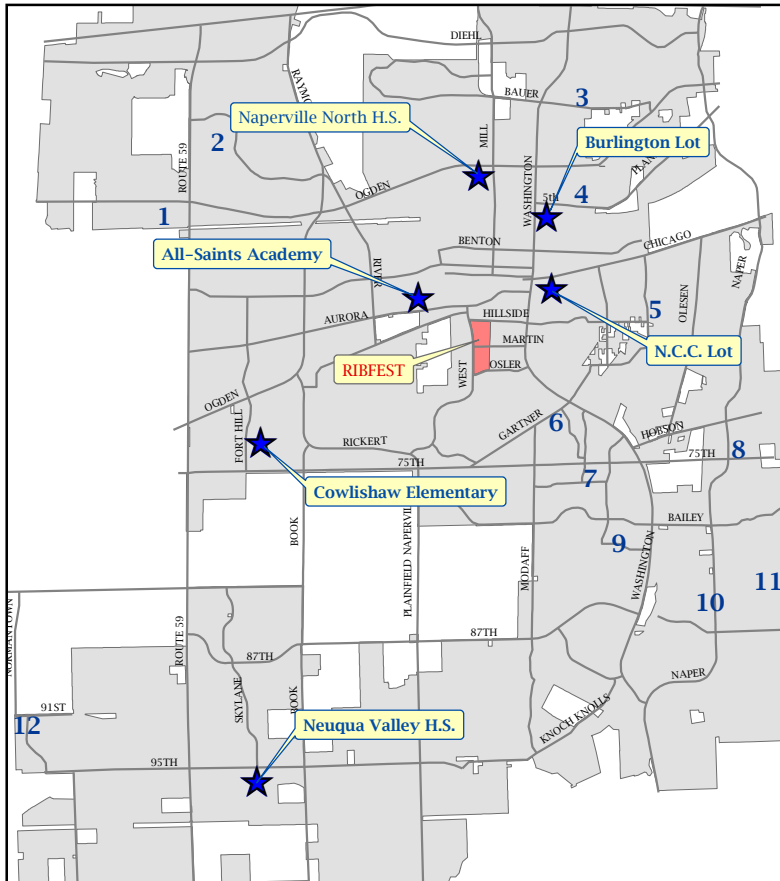 DIEHL
RAYMO
BAUER
3
Naperville North H.S.
MILL
2
Burlington Lot
ROUTE 59
WASHINGTON
PLAN
OGDEN
5th
4
1
BENTON
CHICAGO
All-Saints Academy
RIVER
NAPER
AURORA
HILLSIDE
5
OLESEN
MARTIN
N.C.C. Lot
RIBFEST
WEST
OSLER
OGDEN
GARTNER
6
HOBSON
FORT HILL
RICKERT
8
75TH
75TH
7
Cowlishaw Elementary
BOOK
PLAINFIELD NAPERVIL
BAILEY
9
MODAFF
WASHINGTON
11
10
NORMANTOWN
ROUTE 59
87TH
87TH
NAPER
SKYLANE
BOOK
91ST
12
Neuqua Valley H.S.
KNOCH KNOLLS
95TH